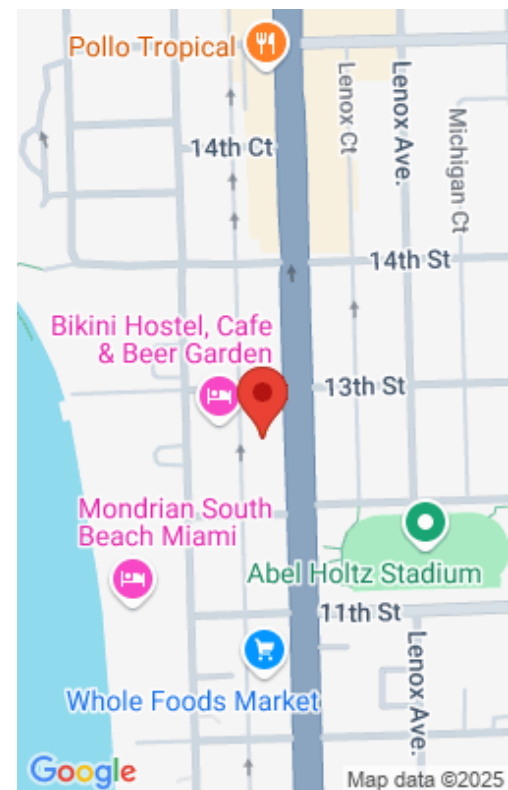 Pollo Tropical
Lenox Ct
Lenox Ave.
Michigan Ct
14th Ct
14th St
Bikini Hostel, Cafe
& Beer Garden
13th St
Mondrian South
Beach Miami
Abel Holtz Stadium
11th St
Whole Foods Market
Lenox Ave.
Google
Map data ©2025